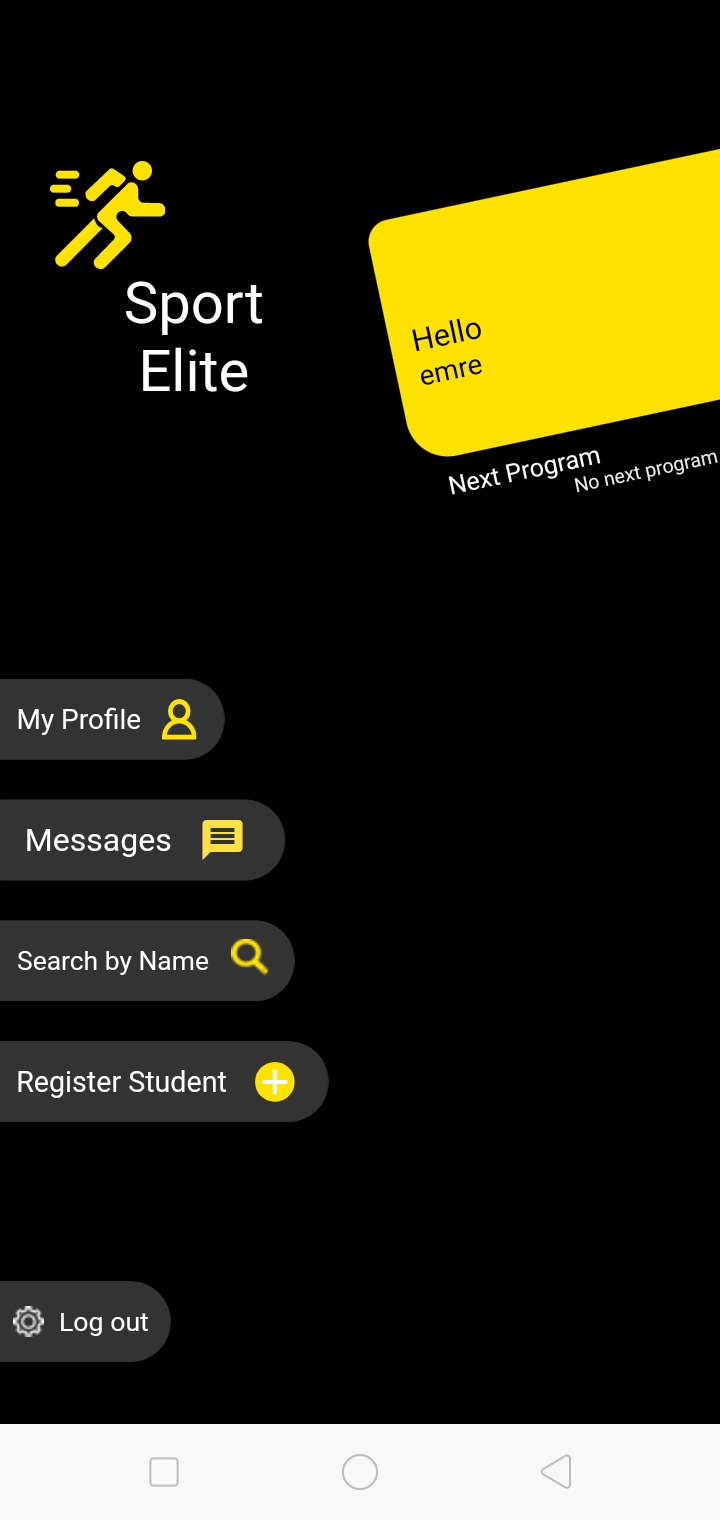 Sport
Elite
Hello
emre
Next Program
No next program
My Profile
Messages
Search by Name
Register Student
Log out